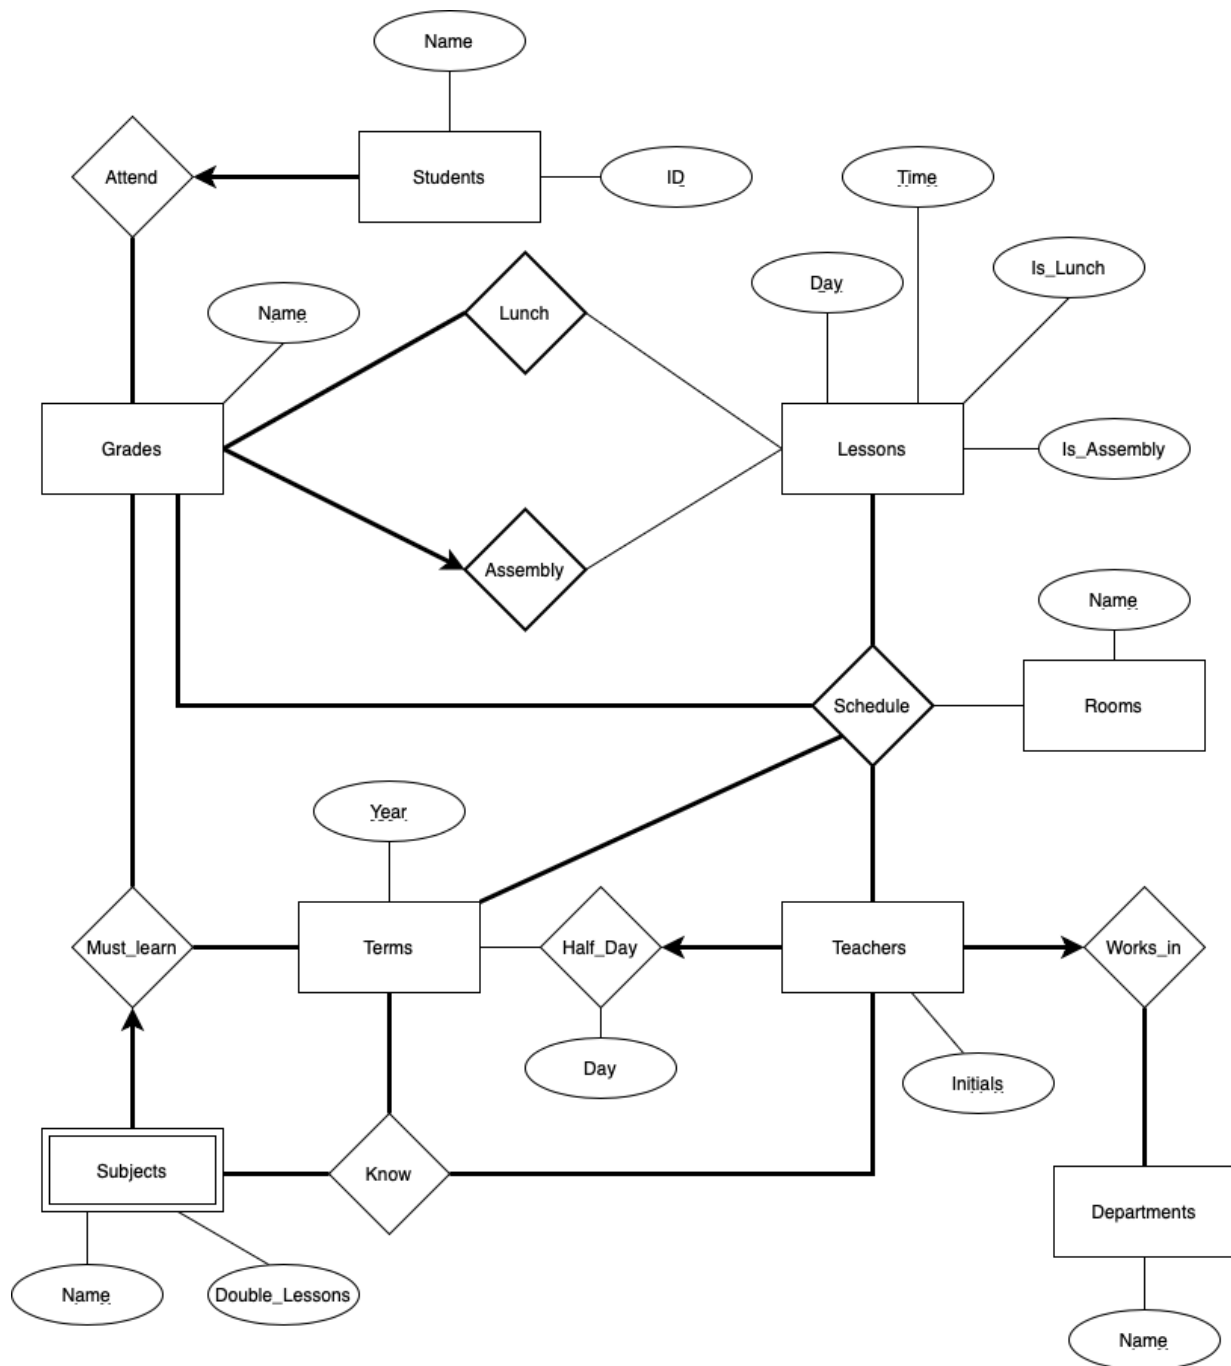 Name
Attend
Students
ID
Time
Is_Lunch
Day
Name
Lunch
Grades
Lessons
Is_Assembly
Assembly
Name
Schedule
Rooms
Year
Must_learn
Terms
Half_Day
Teachers
Works_in
Day
Initials
Subjects
Know
Departments
Name
Double_Lessons
Name